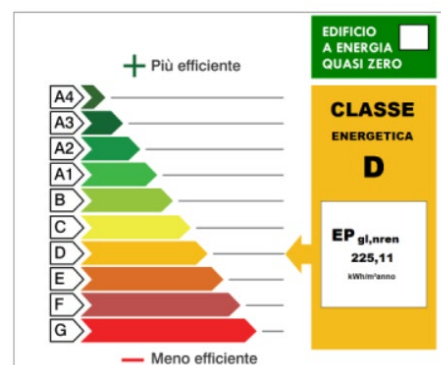 EDIFICIO
A ENERGIA
QUASI ZERO
+ Più efficiente
A4
A3
A2
A1
B
C
D
E
F
G
— Meno efficiente
CLASSE
ENERGETICA
D
EP gl,nren
225,11
kWh/m²anno